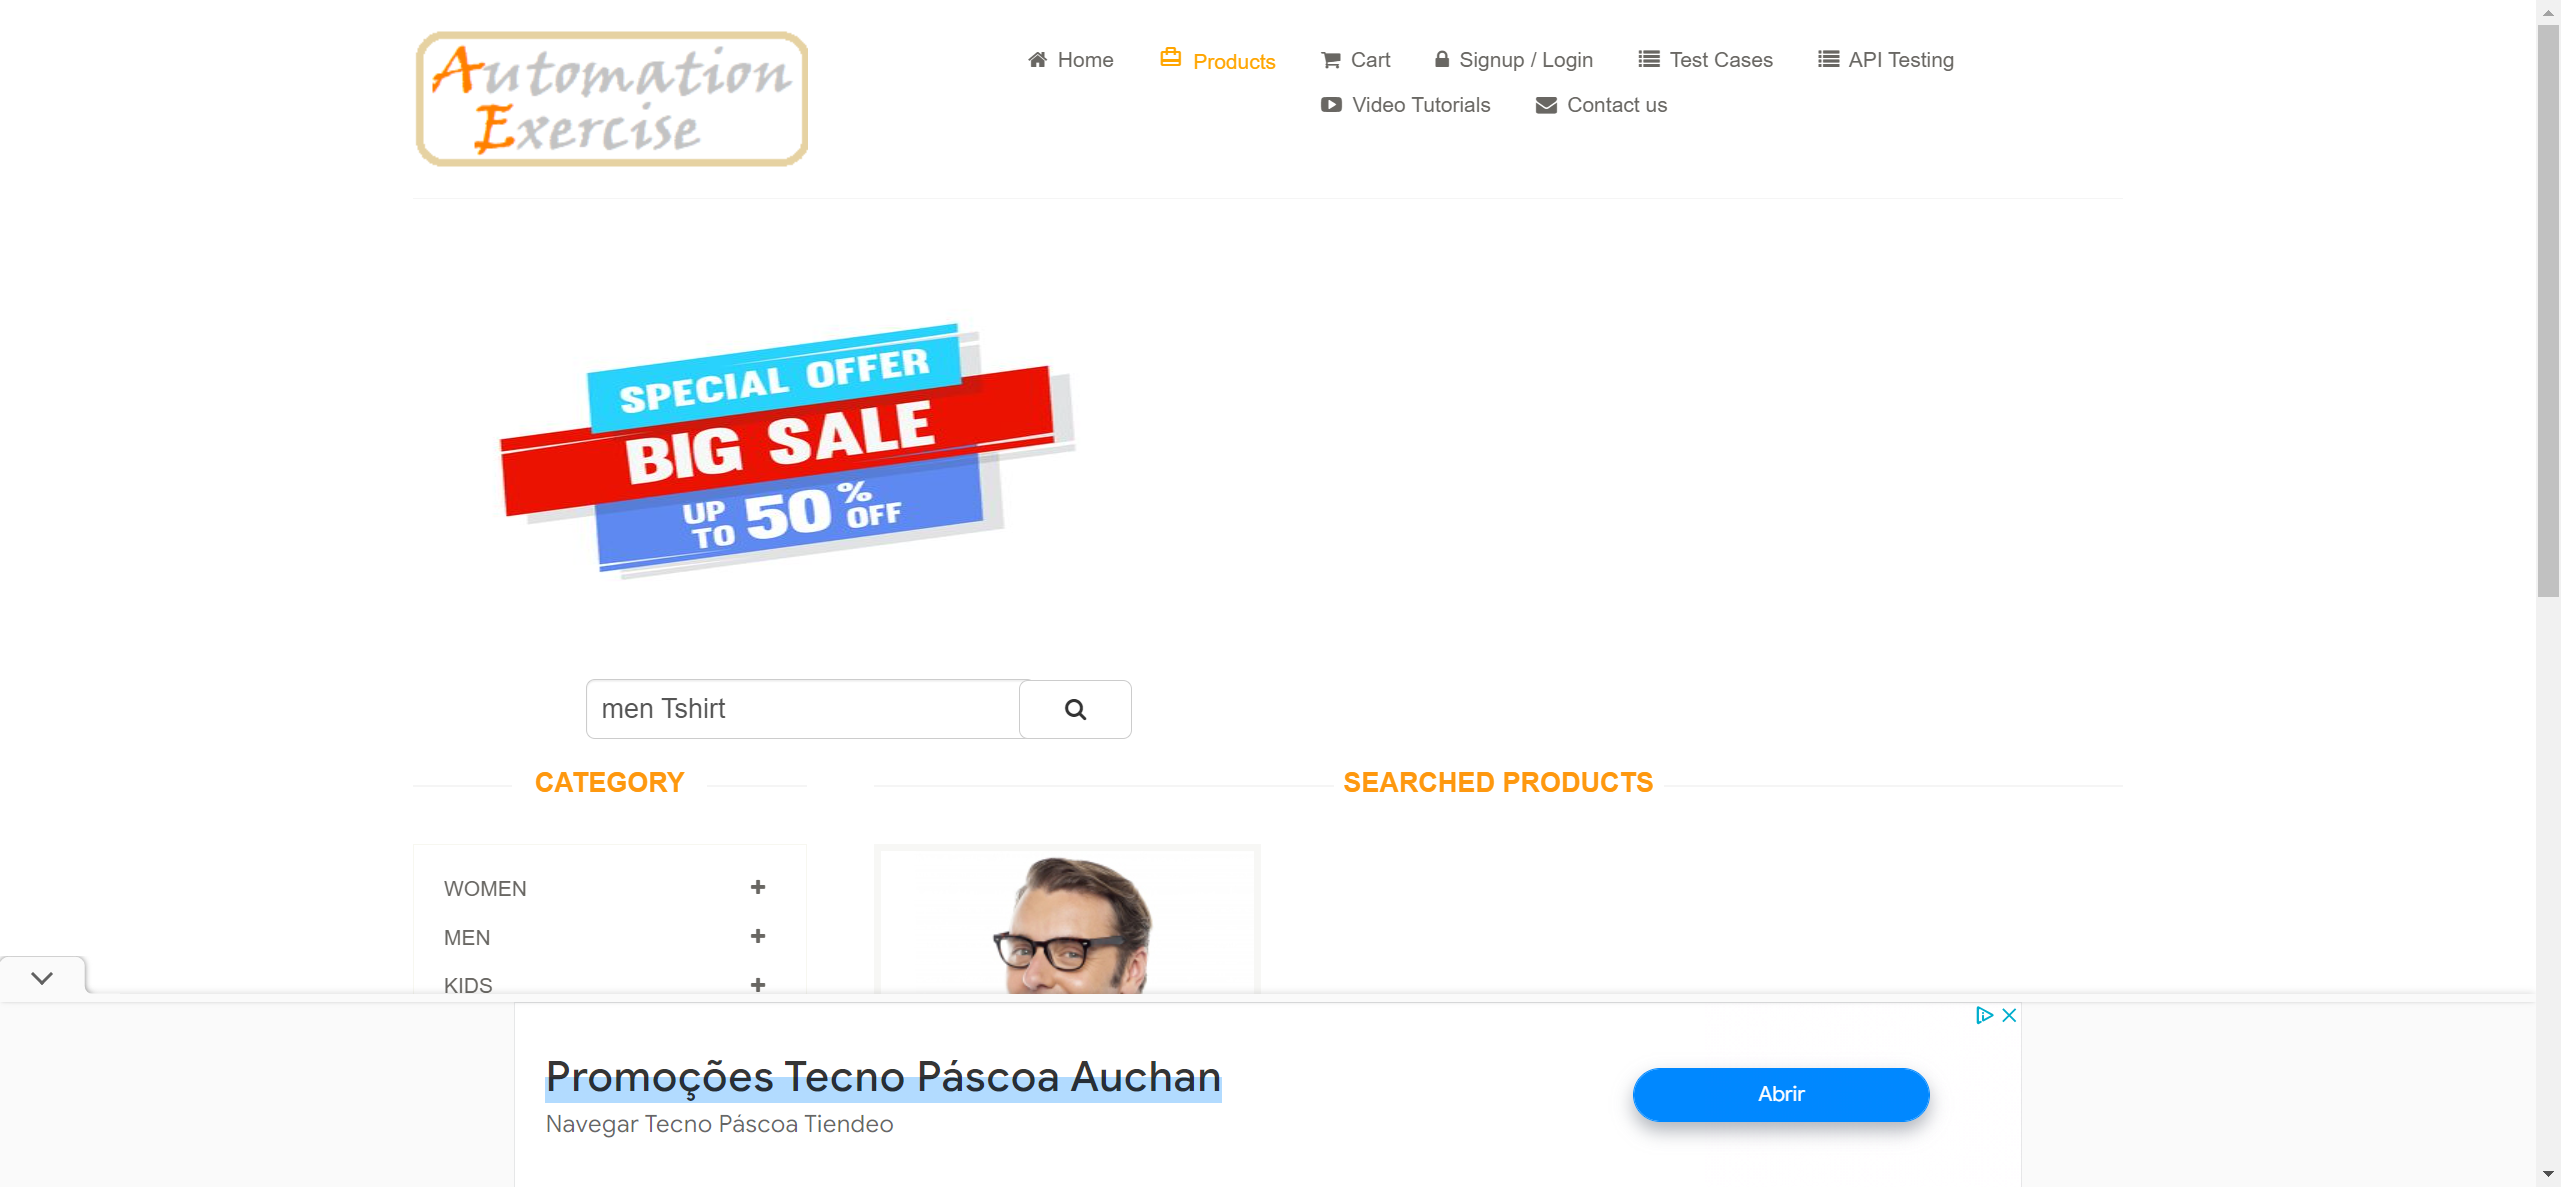 Automation
Exercise
Home
Products
Cart
Signup / Login
Test Cases
API Testing
Video Tutorials
Contact us
SPECIAL OFFER
BIG SALE
UP TO 50% OFF
men Tshirt
CATEGORY
SEARCHED PRODUCTS
WOMEN
MEN
KIDS
Promoções Tecno Páscoa Auchan
Navegar Tecno Páscoa Tiendeo
Abrir